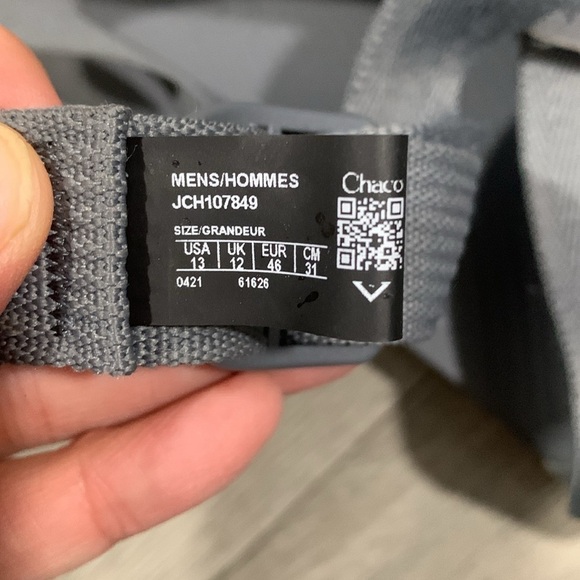 MENS/HOMMES
JCH107849
Chaco
SIZE/GRANDEUR
USA UK EUR CM
13 12 46 31
0421 61626